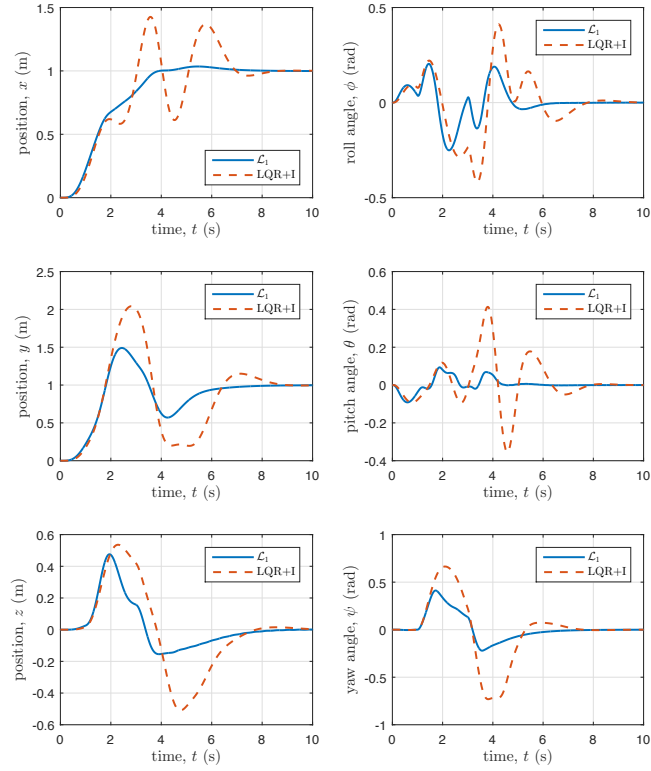 position, x (m)
1.5
1
0.5
0
0 2 4 6 8 10
time, t (s)
ℒ₁
LQR+I
roll angle, ϕ (rad)
0.5
0
-0.5
0 2 4 6 8 10
time, t (s)
ℒ₁
LQR+I
position, y (m)
2.5
2
1.5
1
0.5
0
0 2 4 6 8 10
time, t (s)
ℒ₁
LQR+I
pitch angle, θ (rad)
0.6
0.4
0.2
0
-0.2
-0.4
0 2 4 6 8 10
time, t (s)
ℒ₁
LQR+I
position, z (m)
0.6
0.4
0.2
0
-0.2
-0.4
-0.6
0 2 4 6 8 10
time, t (s)
ℒ₁
LQR+I
yaw angle, ψ (rad)
1
0.5
0
-0.5
-1
0 2 4 6 8 10
time, t (s)
ℒ₁
LQR+I